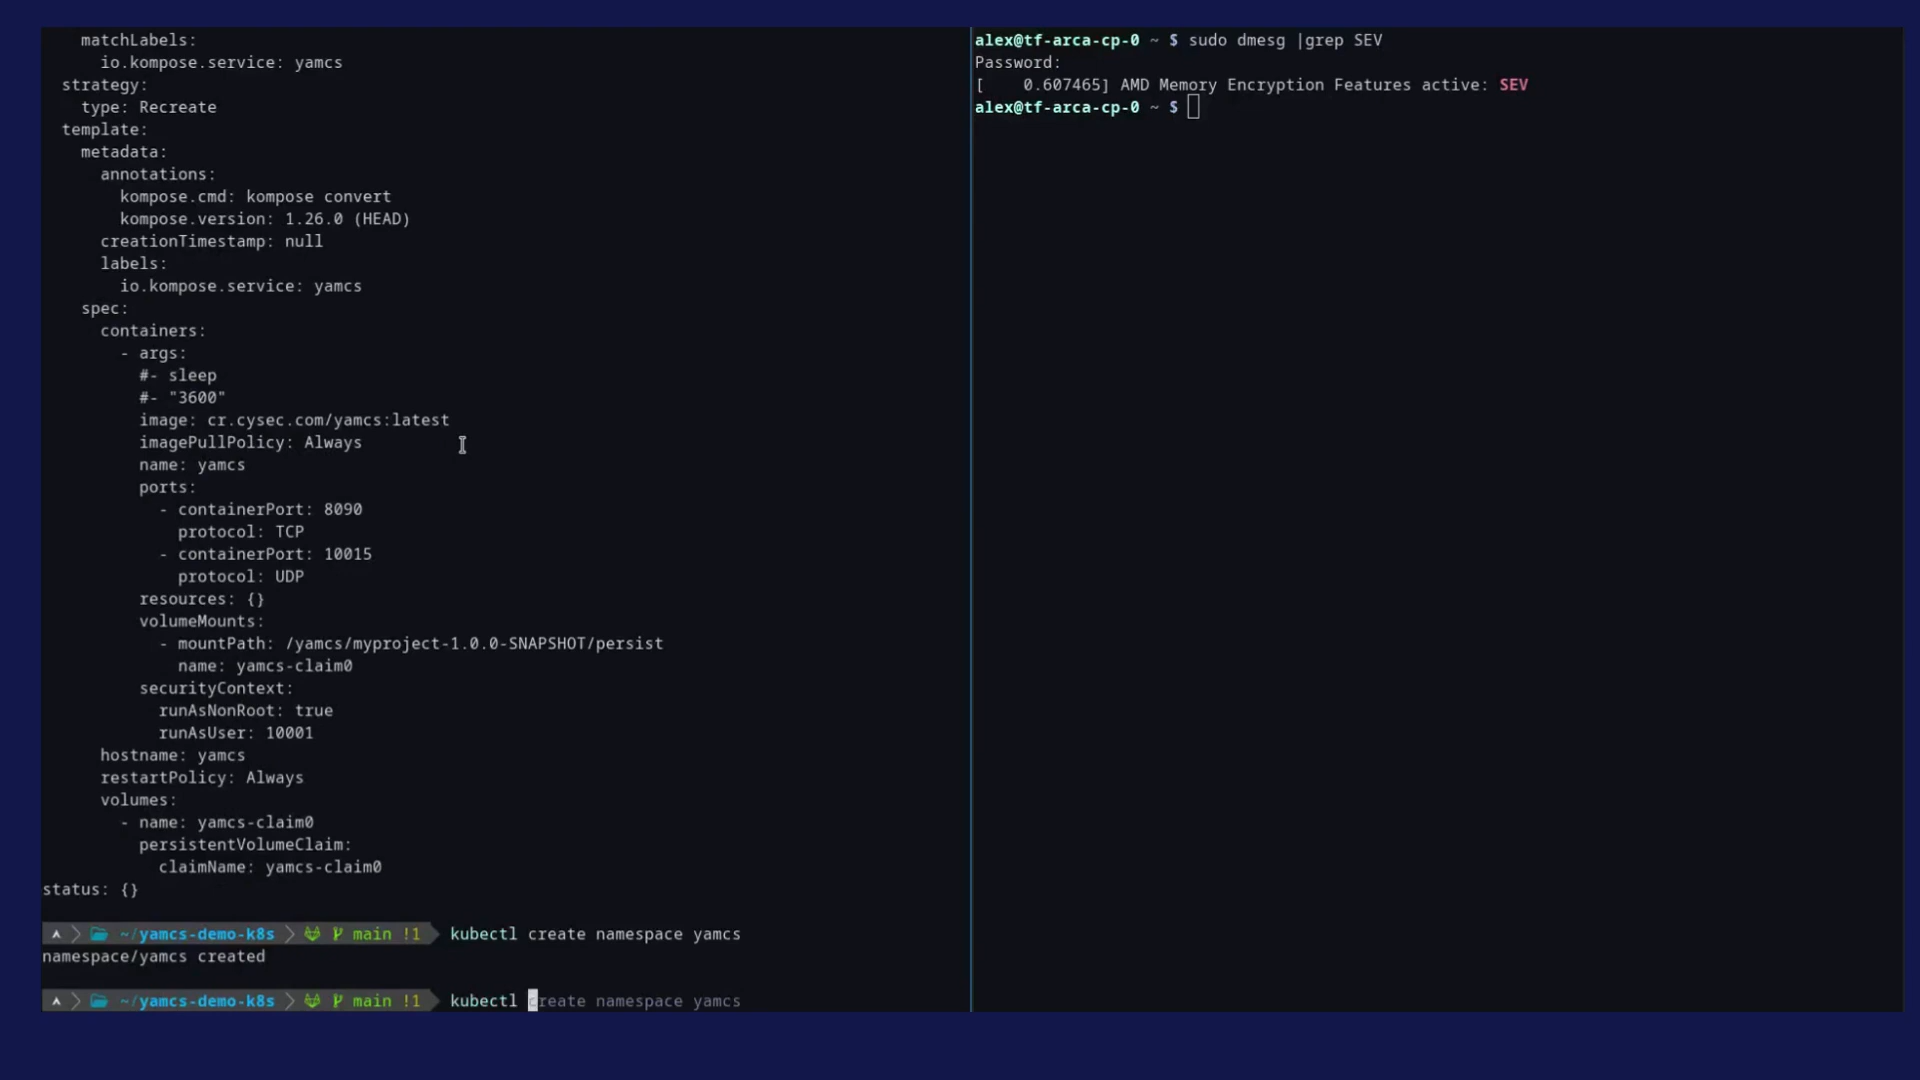 matchLabels:
io.kompose.service: yamcs
strategy:
type: Recreate
template:
metadata:
annotations:
kompose.cmd: kompose convert
kompose.version: 1.26.0 (HEAD)
creationTimestamp: null
labels:
io.kompose.service: yamcs
spec:
containers:
- args:
#- sleep
#- "3600"
image: cr.cysec.com/yamcs:latest
imagePullPolicy: Always
name: yamcs
ports:
- containerPort: 8090
protocol: TCP
- containerPort: 10015
protocol: UDP
resources: {}
volumeMounts:
- mountPath: /yamcs/myproject-1.0.0-SNAPSHOT/persist
name: yamcs-claim0
securityContext:
runAsNonRoot: true
runAsUser: 10001
hostname: yamcs
restartPolicy: Always
volumes:
- name: yamcs-claim0
persistentVolumeClaim:
claimName: yamcs-claim0
status: {}
~/yamcs-demo-k8s main !1 kubectl create namespace yamcs
namespace/yamcs created
~/yamcs-demo-k8s main !1 kubectl create namespace yamcs
alex@tf-arca-cp-0 ~ $ sudo dmesg |grep SEV
Password:
[    0.607465] AMD Memory Encryption Features active: SEV
alex@tf-arca-cp-0 ~ $